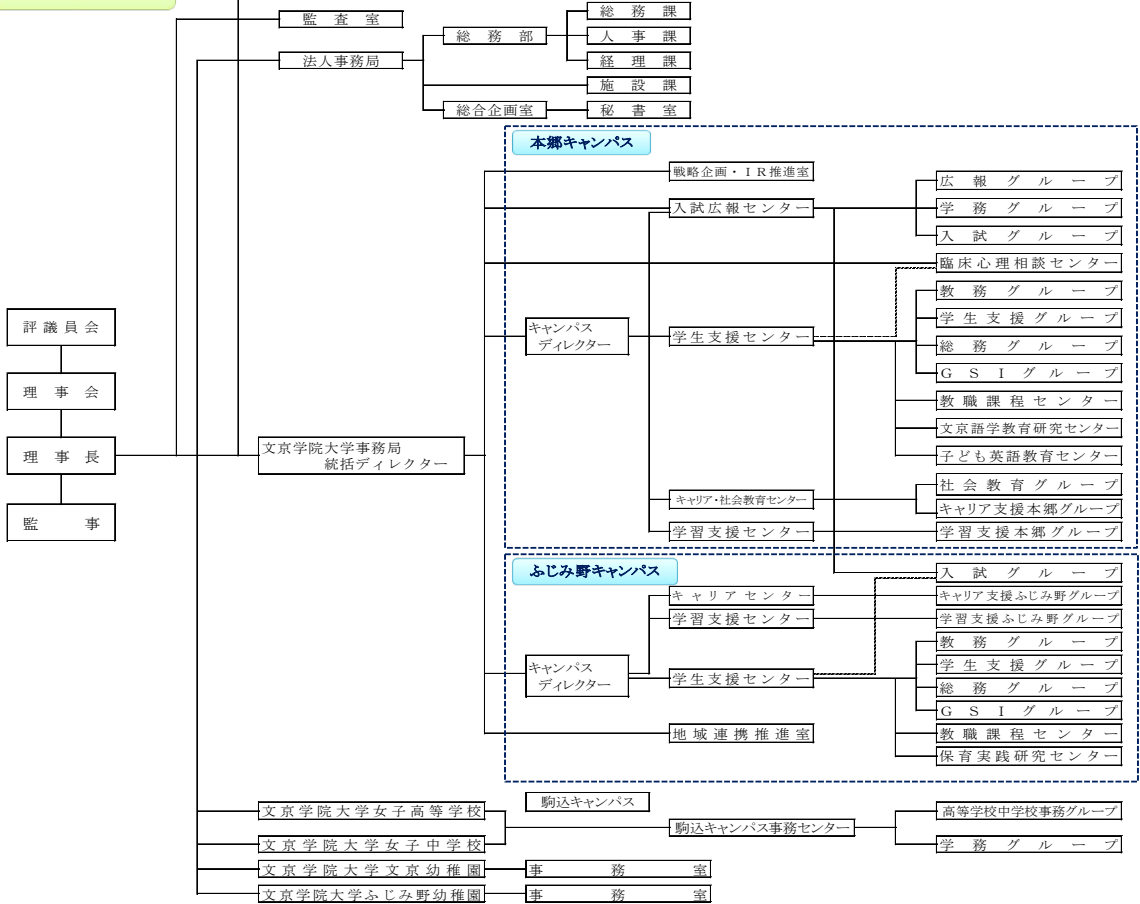 監査室
法人事務局
総務部
総合企画室
総務課
人事課
経理課
施設課
秘書室
評議員会
理事会
理事長
監事
文京学院大学事務局
統括ディレクター
本郷キャンパス
戦略企画・IR推進室
入試広報センター
キャンパス
ディレクター
学生支援センター
キャリア・社会教育センター
学習支援センター
広報グループ
学務グループ
入試グループ
臨床心理相談センター
教務グループ
学生支援グループ
総務グループ
GSIグループ
教職課程センター
文京語学教育研究センター
子ども英語教育センター
社会教育グループ
キャリア支援本郷グループ
学習支援本郷グループ
ふじみ野キャンパス
キャリアセンター
学習支援センター
キャンパス
ディレクター
学生支援センター
地域連携推進室
入試グループ
キャリア支援ふじみ野グループ
学習支援ふじみ野グループ
教務グループ
学生支援グループ
総務グループ
GSIグループ
教職課程センター
保育実践研究センター
文京学院大学女子高等学校
文京学院大学女子中学校
駒込キャンパス
駒込キャンパス事務センター
高等学校中学校事務グループ
学務グループ
文京学院大学文京幼稚園
事務室
文京学院大学ふじみ野幼稚園
事務室